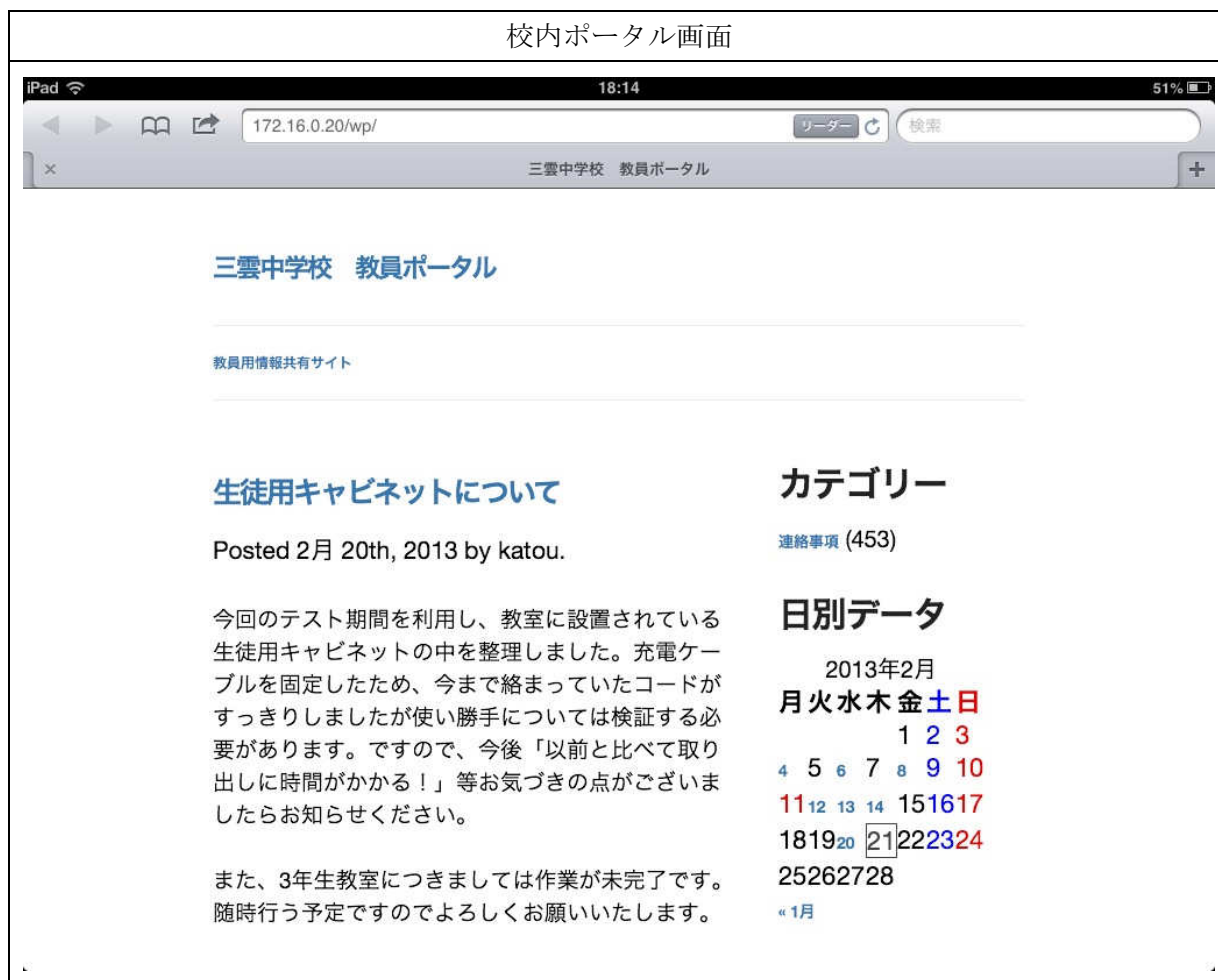 校内ポータル画面
iPad 18:14 51%
172.16.0.20/wp/ リーダー 検索
× 三雲中学校 教員ポータル +
三雲中学校 教員ポータル
教員用情報共有サイト
生徒用キャビネットについて
Posted 2月 20th, 2013 by katou.
今回のテスト期間を利用し、教室に設置されている
生徒用キャビネットの中を整理しました。充電ケー
ブルを固定したため、今まで絡まっていたコードが
すっきりしましたが使い勝手については検証する必
要があります。ですので、今後「以前と比べて取り
出しに時間がかかる！」等お気づきの点がございま
したらお知らせください。
また、3年生教室につきましては作業が未完了です。
随時行う予定ですのでよろしくお願いいたします。
カテゴリー
連絡事項 (453)
日別データ
2013年2月
月 火 水 木 金 土 日
1 2 3
4 5 6 7 8 9 10
11 12 13 14 15 16 17
18 19 20 21 22 23 24
25 26 27 28
« 1月